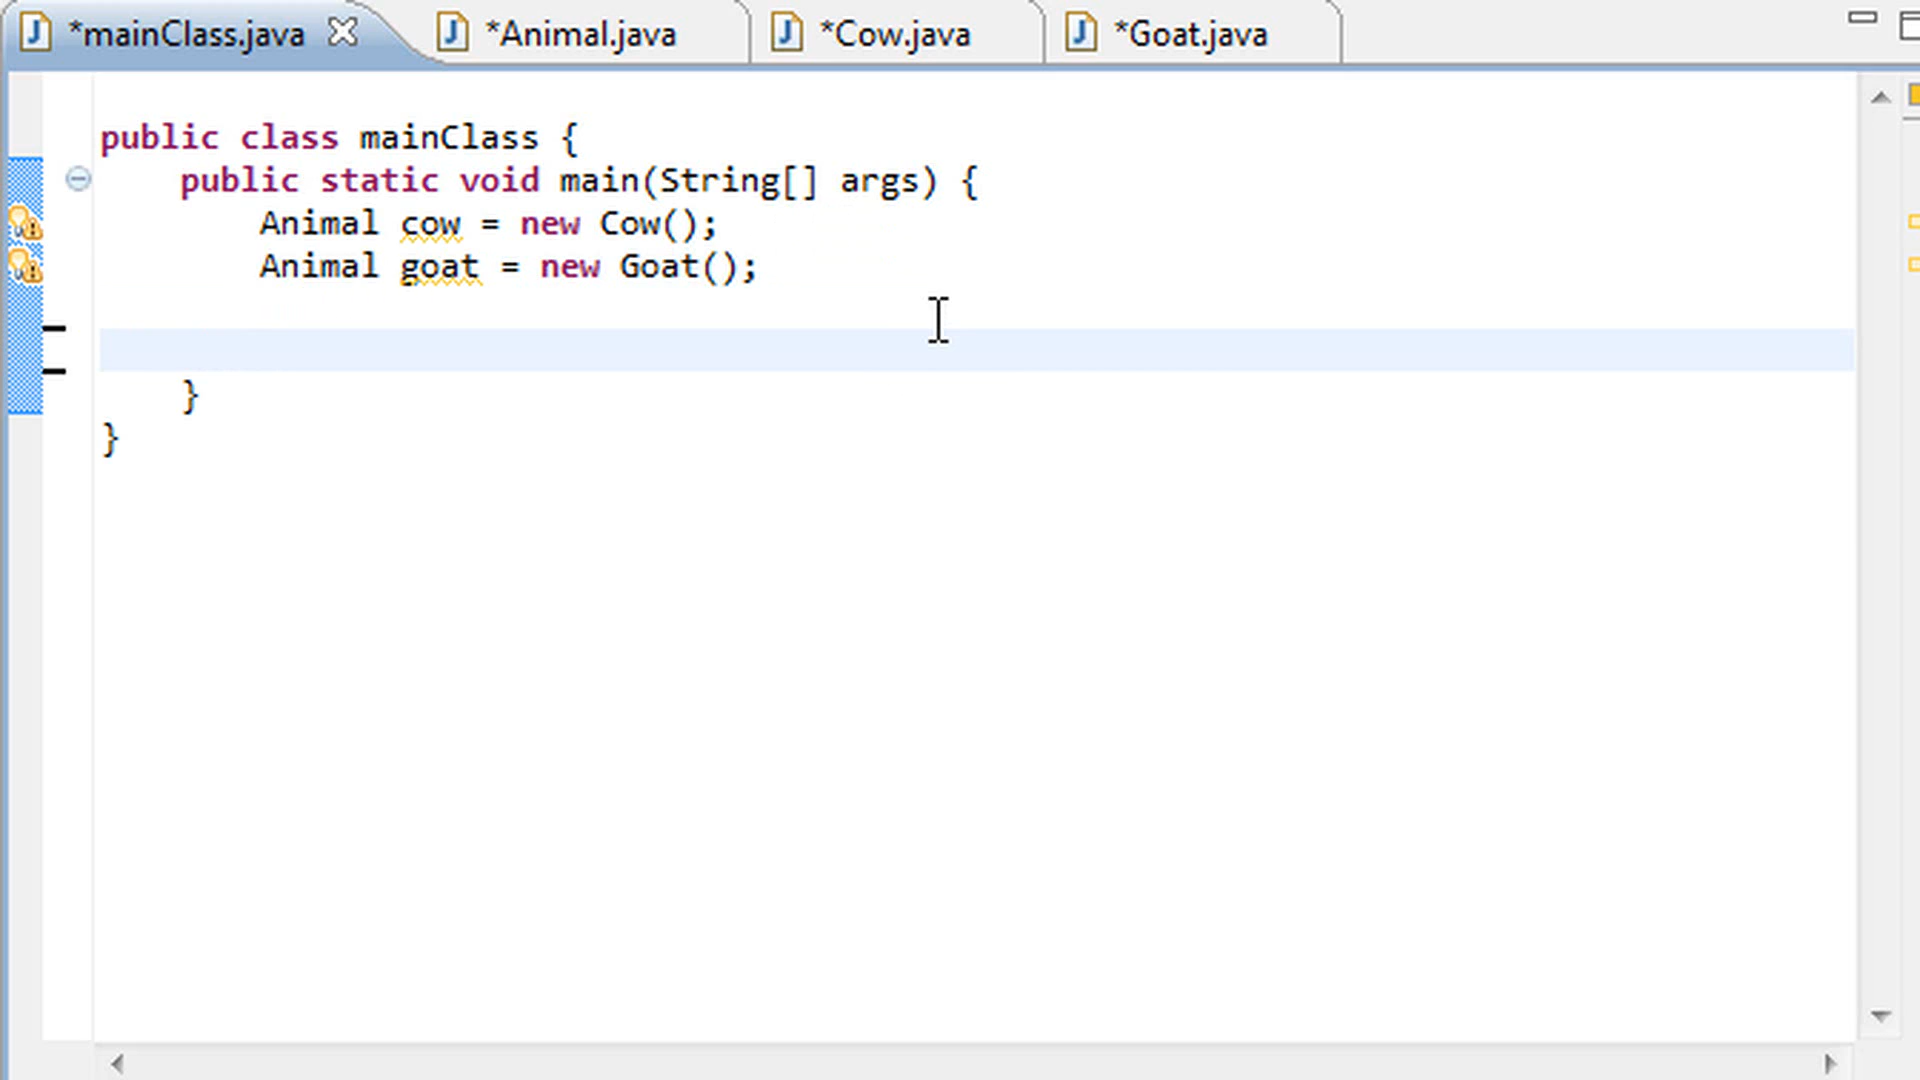 *mainClass.java *Animal.java *Cow.java *Goat.java
public class mainClass {
public static void main(String[] args) {
Animal cow = new Cow();
Animal goat = new Goat();
}
}